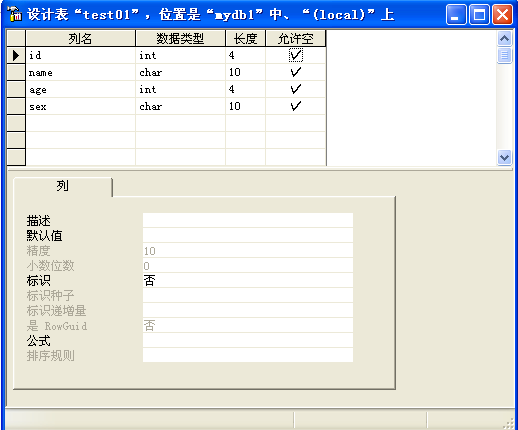 设计表“test01”，位置是“mydb1”中、“(local)”上
列名 数据类型 长度 允许空
id int 4
name char 10
age int 4
sex char 10
列
描述
默认值
精度 10
小数位数 0
标识 否
标识种子
标识递增量
是 RowGuid 否
公式
排序规则